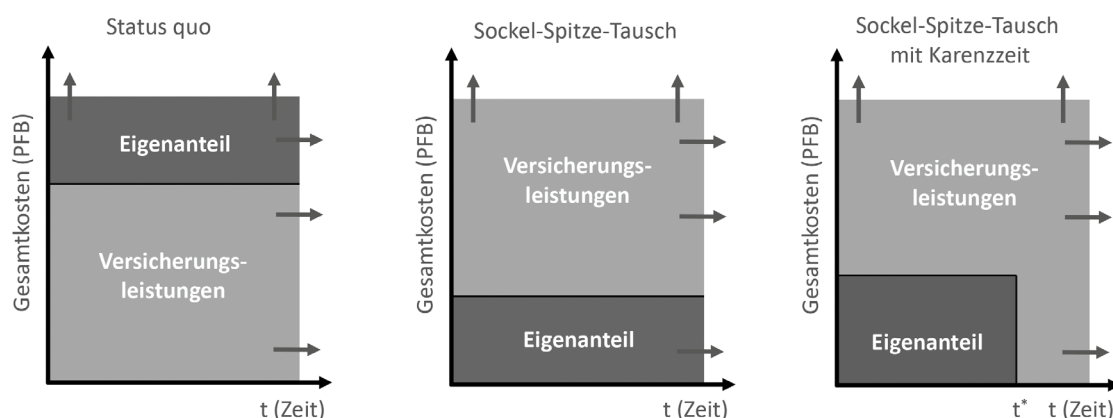 Status quo
Gesamtkosten (PFB)
Eigenanteil
Versicherungs-
leistungen
t (Zeit)
Sockel-Spitze-Tausch
Gesamtkosten (PFB)
Versicherungs-
leistungen
Eigenanteil
t (Zeit)
Sockel-Spitze-Tausch
mit Karenzzeit
Gesamtkosten (PFB)
Versicherungs-
leistungen
Eigenanteil
t* t (Zeit)